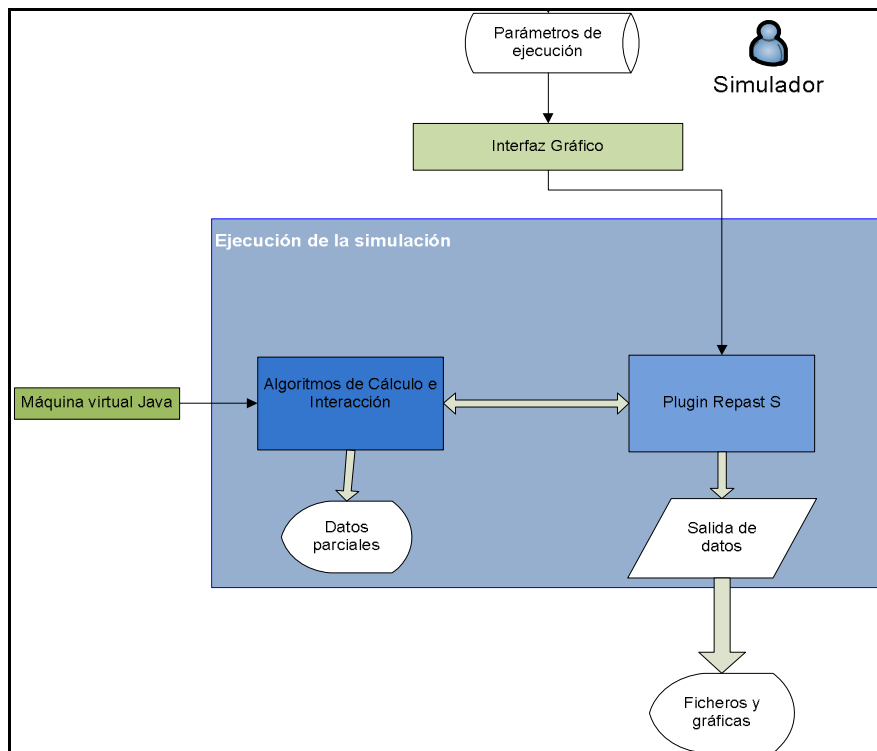 Parámetros de
ejecución
Simulador
Interfaz Gráfico
Ejecución de la simulación
Máquina virtual Java
Algoritmos de Cálculo e
Interacción
Plugin Repast S
Datos
parciales
Salida de
datos
Ficheros y
gráficas